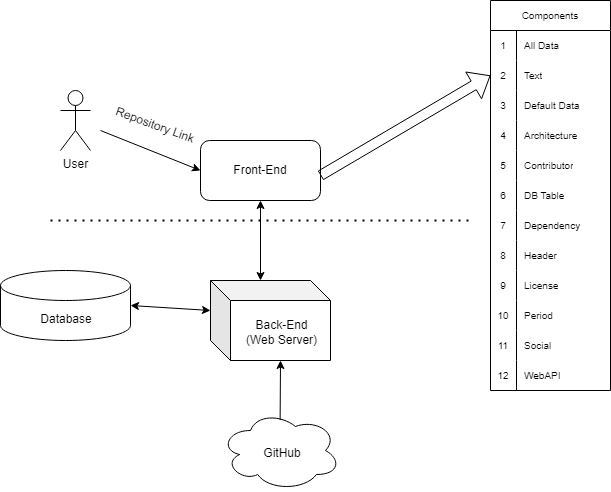 Components
1 All Data
2 Text
3 Default Data
4 Architecture
5 Contributor
6 DB Table
7 Dependency
8 Header
9 License
10 Period
11 Social
12 WebAPI
Repository Link
User
Front-End
Database
Back-End
(Web Server)
GitHub